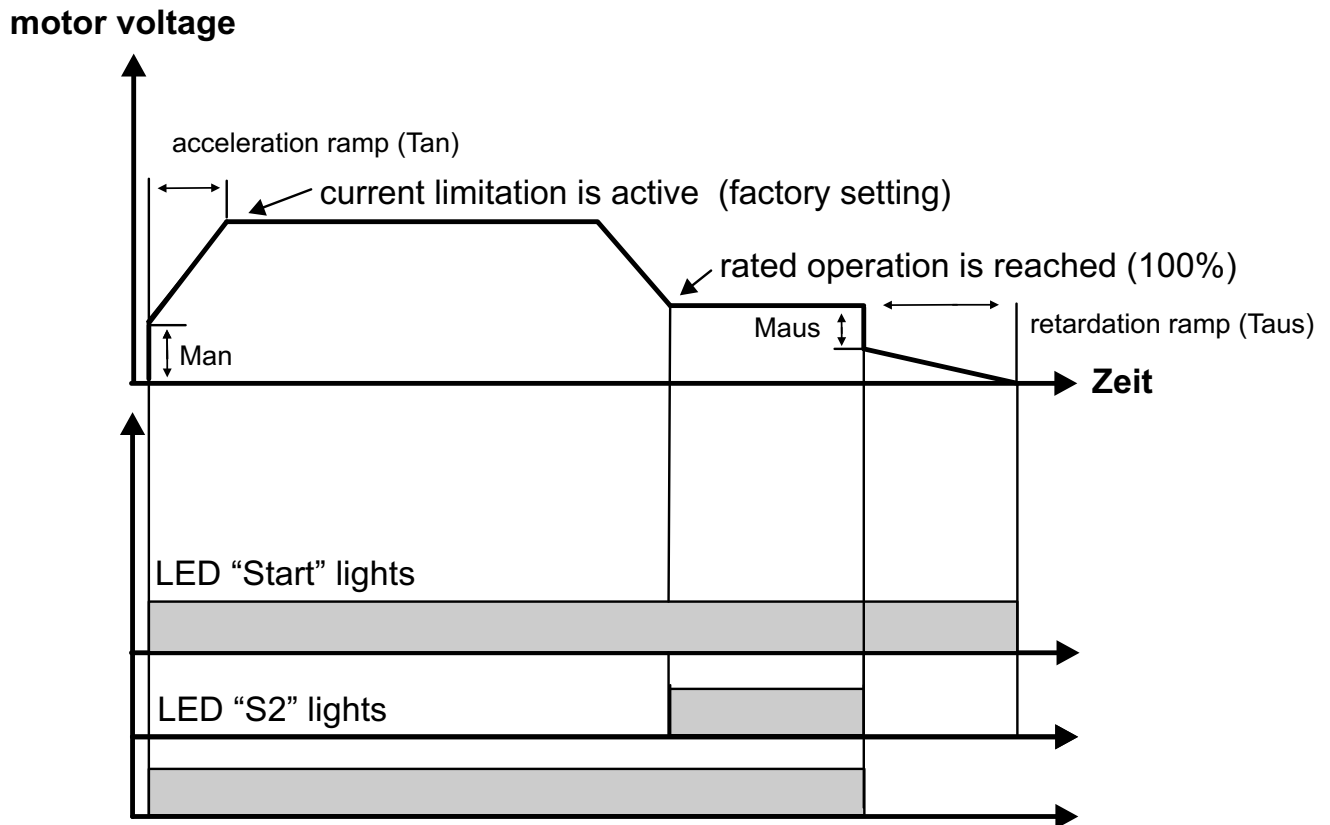 motor voltage
acceleration ramp (Tan)
current limitation is active (factory setting)
rated operation is reached (100%)
Maus
retardation ramp (Taus)
Man
Zeit
LED “Start” lights
LED “S2” lights